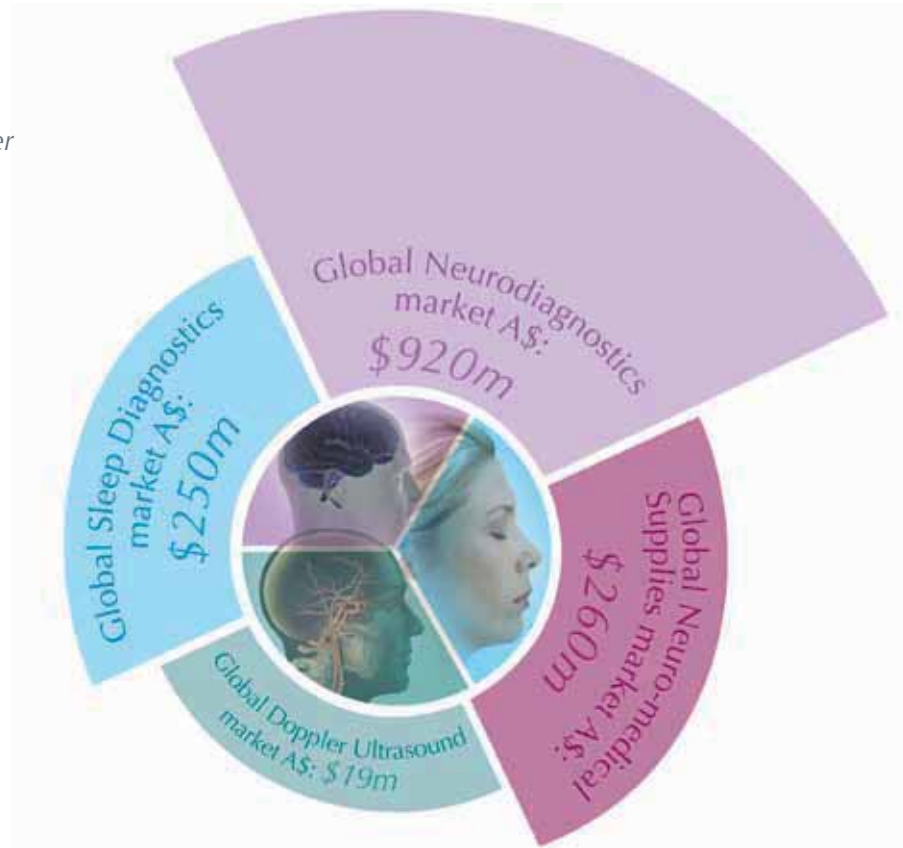 er
Global Neurodiagnostics
market A$:
$920m
Global Sleep Diagnostics
market A$:
$250m
Global Neuro-medical
Supplies market A$:
$260m
Global Doppler Ultrasound
market A$: $19m